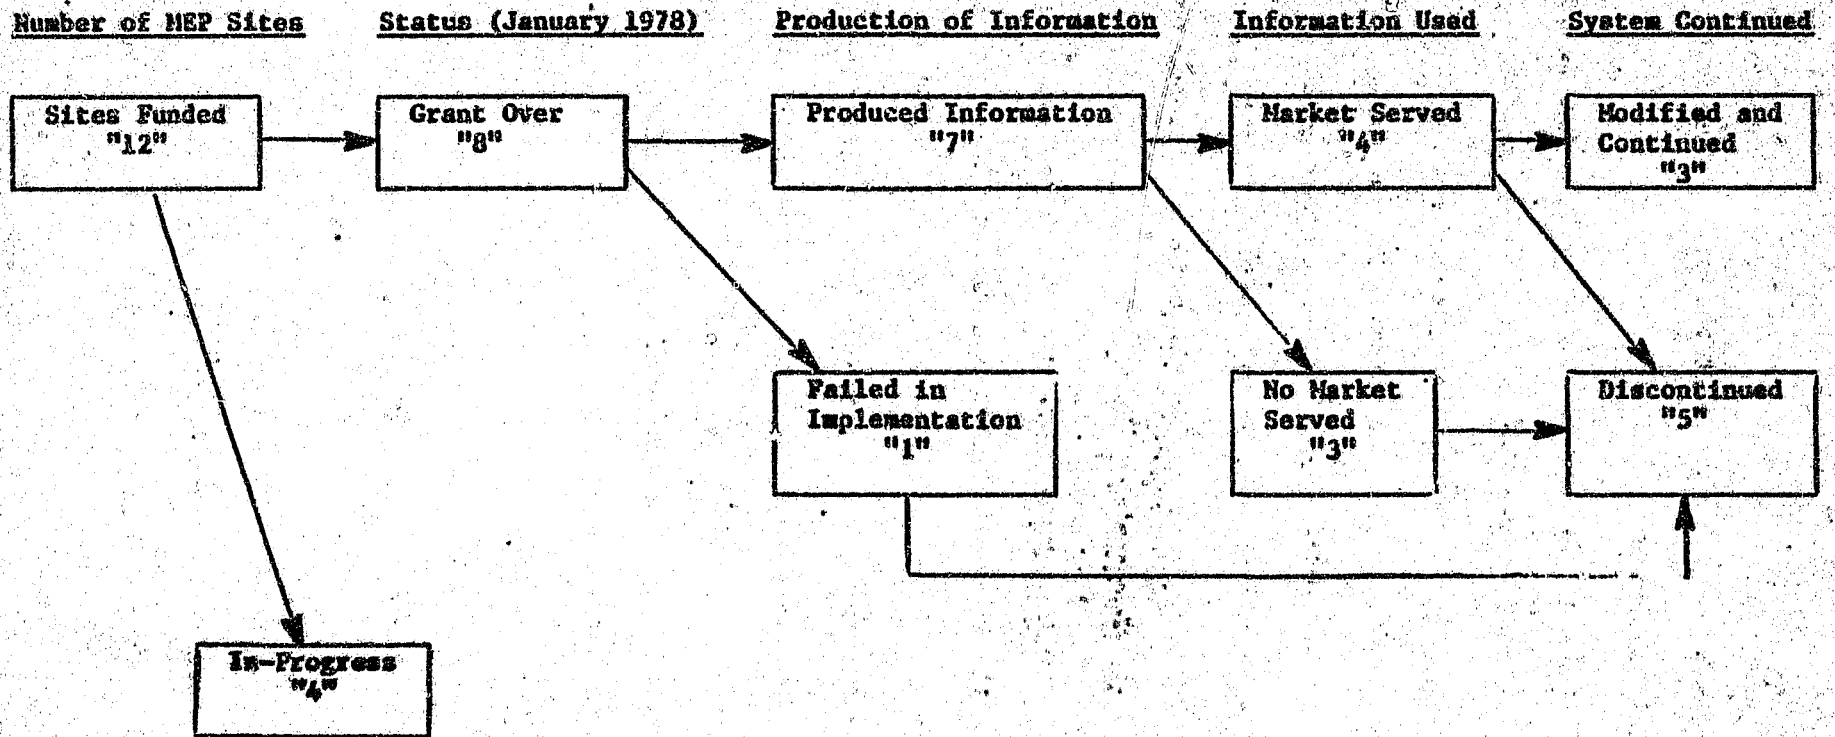 Number of MEP Sites
Status (January 1978)
Production of Information
Information Used
System Continued
Sites Funded
"12"
Grant Over
"8"
Produced Information
"7"
Market Served
"4"
Modified and
Continued
"3"
Failed in
Implementation
"1"
No Market
Served
"3"
Discontinued
"5"
In-Progress
"4"